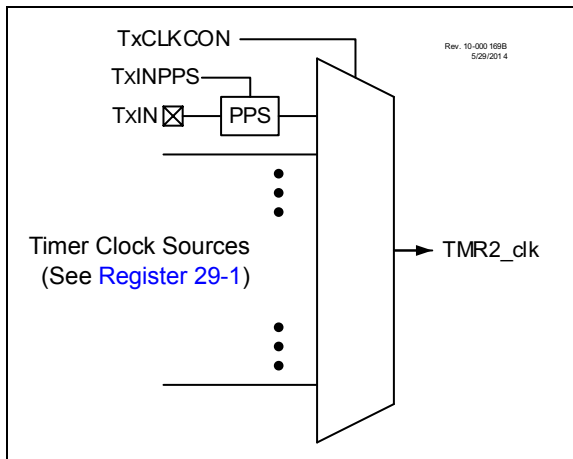 TxCLKCON
Rev. 10-000 169B
5/29/2014
TxINPPS
TxIN
PPS
Timer Clock Sources
(See Register 29-1)
TMR2_clk